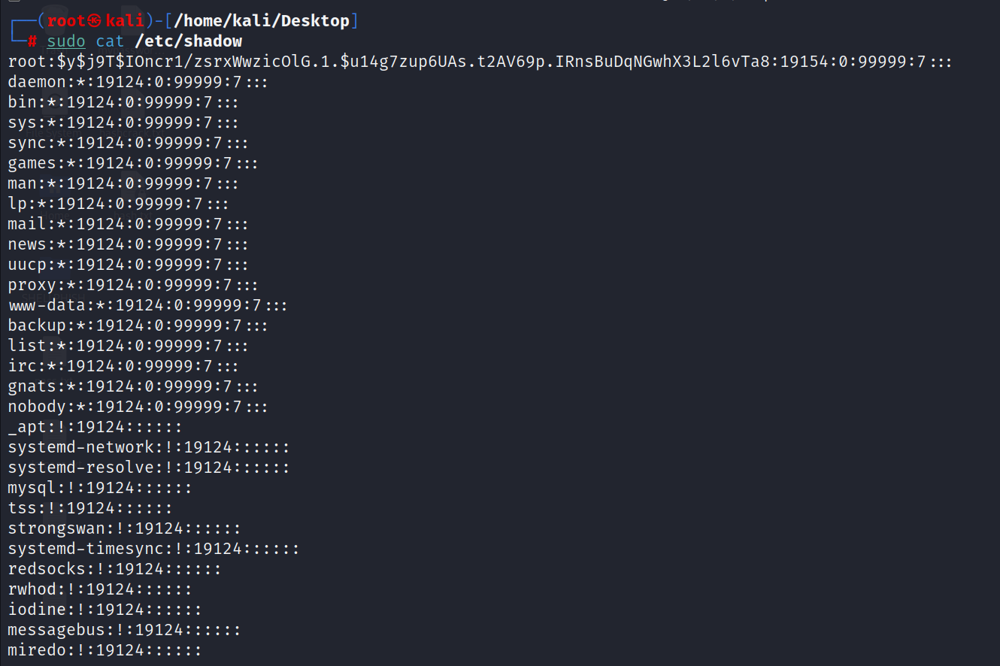 ┌──(root㉿kali)-[/home/kali/Desktop]
└─# sudo cat /etc/shadow
root:$y$j9T$IOncr1/zsrxWwzicOlG.1.$u14g7zup6UAs.t2AV69p.IRnsBuDqNGwhX3L2l6vTa8:19154:0:99999:7:::
daemon:*:19124:0:99999:7:::
bin:*:19124:0:99999:7:::
sys:*:19124:0:99999:7:::
sync:*:19124:0:99999:7:::
games:*:19124:0:99999:7:::
man:*:19124:0:99999:7:::
lp:*:19124:0:99999:7:::
mail:*:19124:0:99999:7:::
news:*:19124:0:99999:7:::
uucp:*:19124:0:99999:7:::
proxy:*:19124:0:99999:7:::
www-data:*:19124:0:99999:7:::
backup:*:19124:0:99999:7:::
list:*:19124:0:99999:7:::
irc:*:19124:0:99999:7:::
gnats:*:19124:0:99999:7:::
nobody:*:19124:0:99999:7:::
_apt:!:19124::::::
systemd-network:!:19124::::::
systemd-resolve:!:19124::::::
mysql:!:19124::::::
tss:!:19124::::::
strongswan:!:19124::::::
systemd-timesync:!:19124::::::
redsocks:!:19124::::::
rwhod:!:19124::::::
iodine:!:19124::::::
messagebus:!:19124::::::
miredo:!:19124::::::